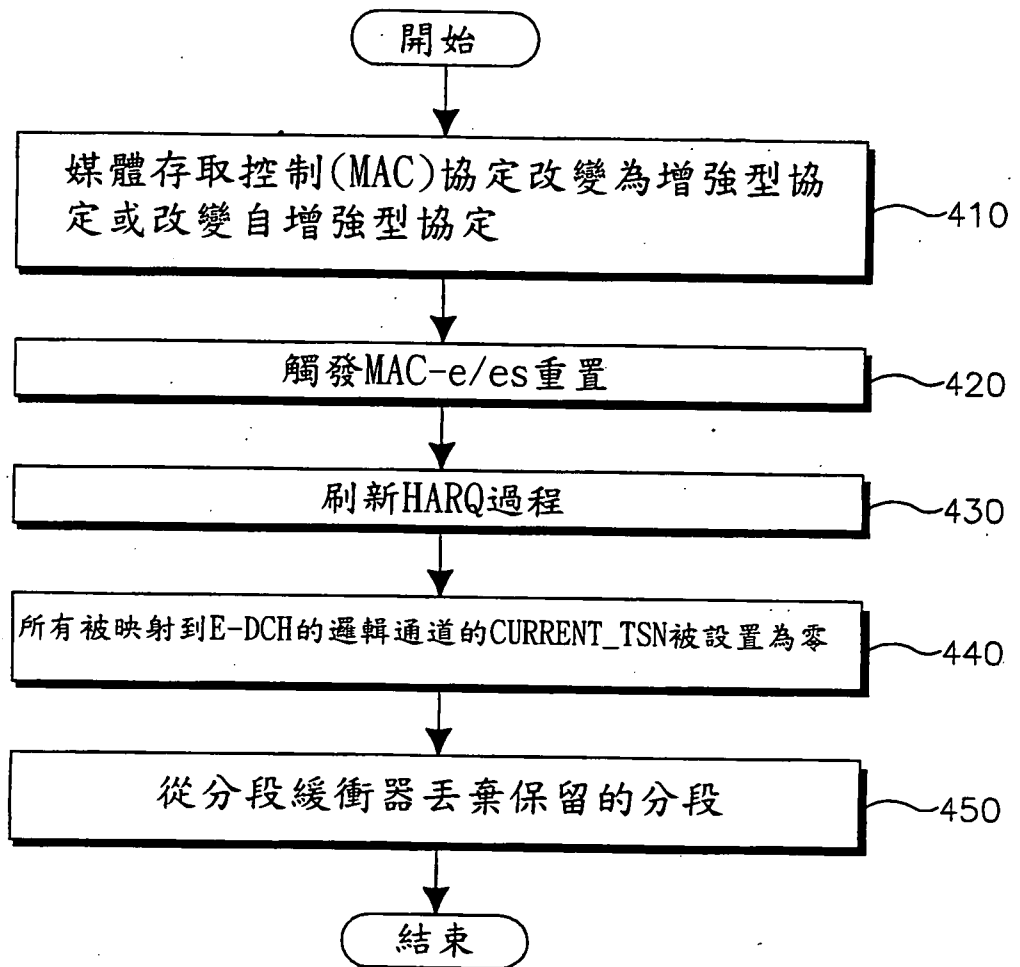 開始
媒體存取控制(MAC)協定改變為增強型協
定或改變自增強型協定
410
觸發MAC-e/es重置
420
刷新HARQ過程
430
所有被映射到E-DCH的邏輯通道的CURRENT_TSN被設置為零
440
從分段緩衝器丟棄保留的分段
450
結束